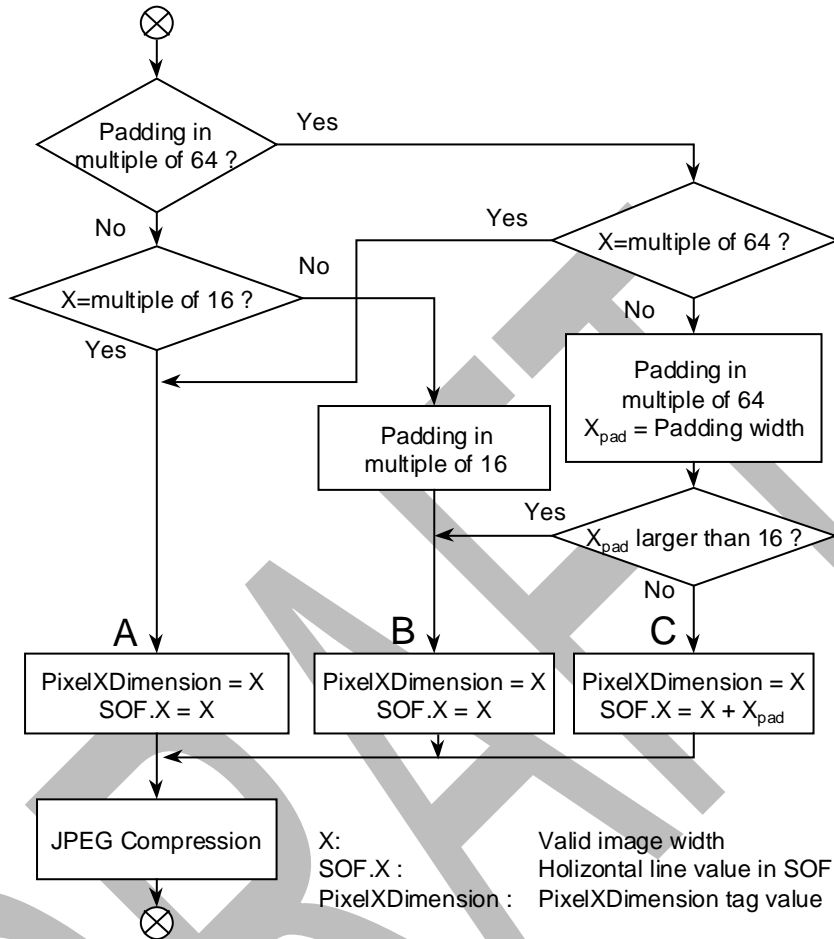 Padding in
multiple of 64 ?
Yes
No
X=multiple of 64 ?
Yes
No
X=multiple of 16 ?
No
Yes
Padding in
multiple of 64
Xpad = Padding width
Padding in
multiple of 16
Xpad larger than 16 ?
Yes
No
A
B
C
PixelXDimension = X
SOF.X = X
PixelXDimension = X
SOF.X = X
PixelXDimension = X
SOF.X = X + Xpad
JPEG Compression
X: Valid image width
SOF.X : Holizontal line value in SOF
PixelXDimension : PixelXDimension tag value
DRAFT